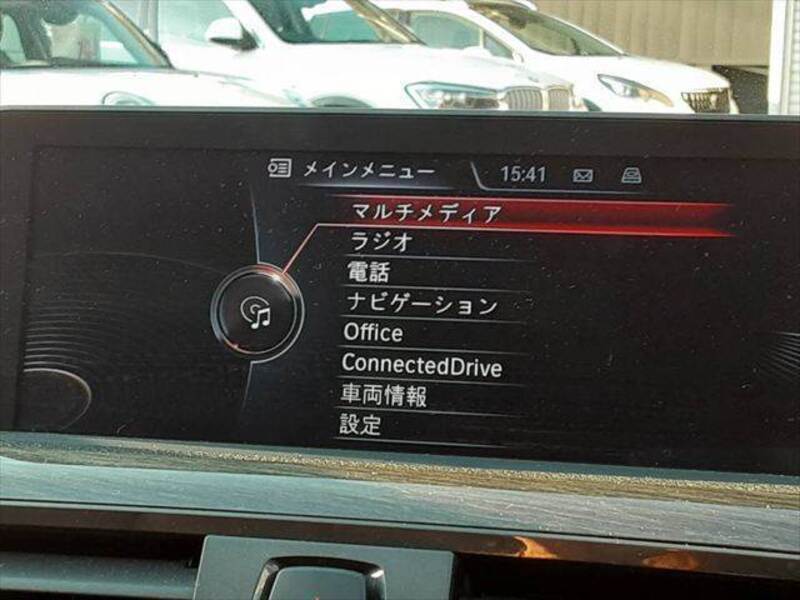 メインメニュー 15:41
マルチメディア
ラジオ
電話
ナビゲーション
Office
ConnectedDrive
車両情報
設定